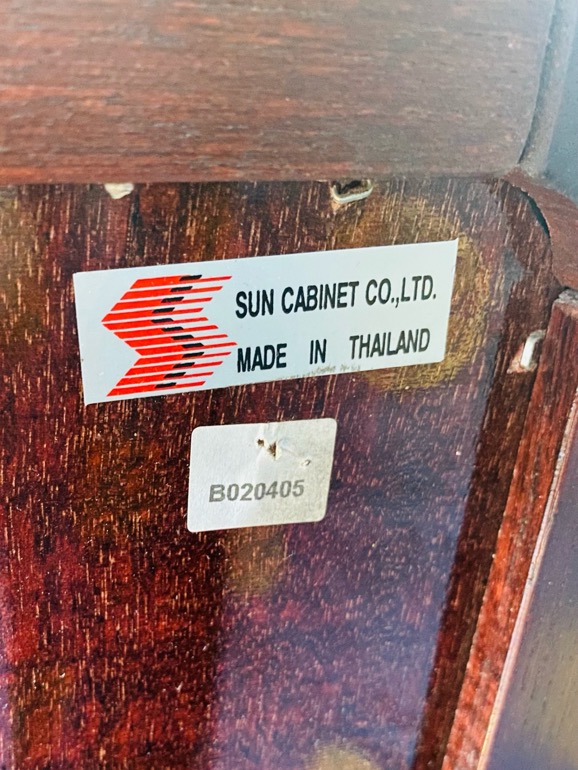 SUN CABINET CO.,LTD.
MADE IN THAILAND
B020405